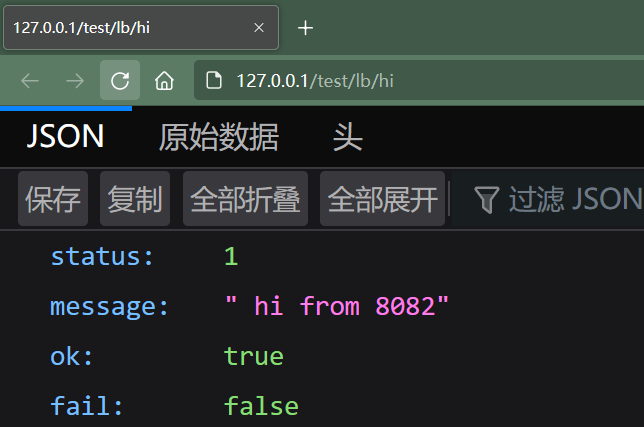 127.0.0.1/test/lb/hi
127.0.0.1/test/lb/hi
JSON 原始数据 头
保存 复制 全部折叠 全部展开 过滤 JSON
status: 1
message: " hi from 8082"
ok: true
fail: false